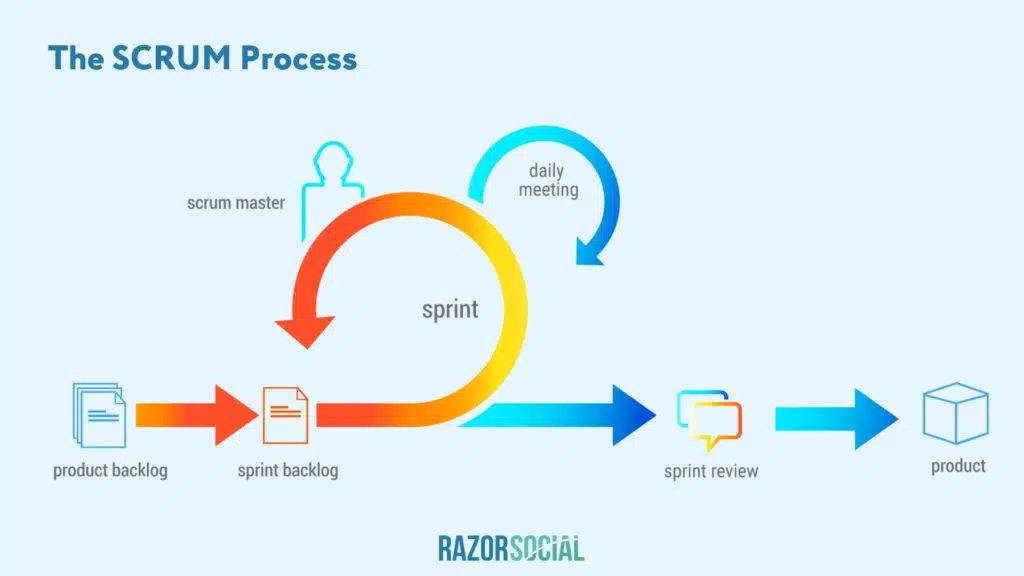 The SCRUM Process
daily
meeting
scrum master
sprint
product backlog
sprint backlog
sprint review
product
RAZORSOCIAL